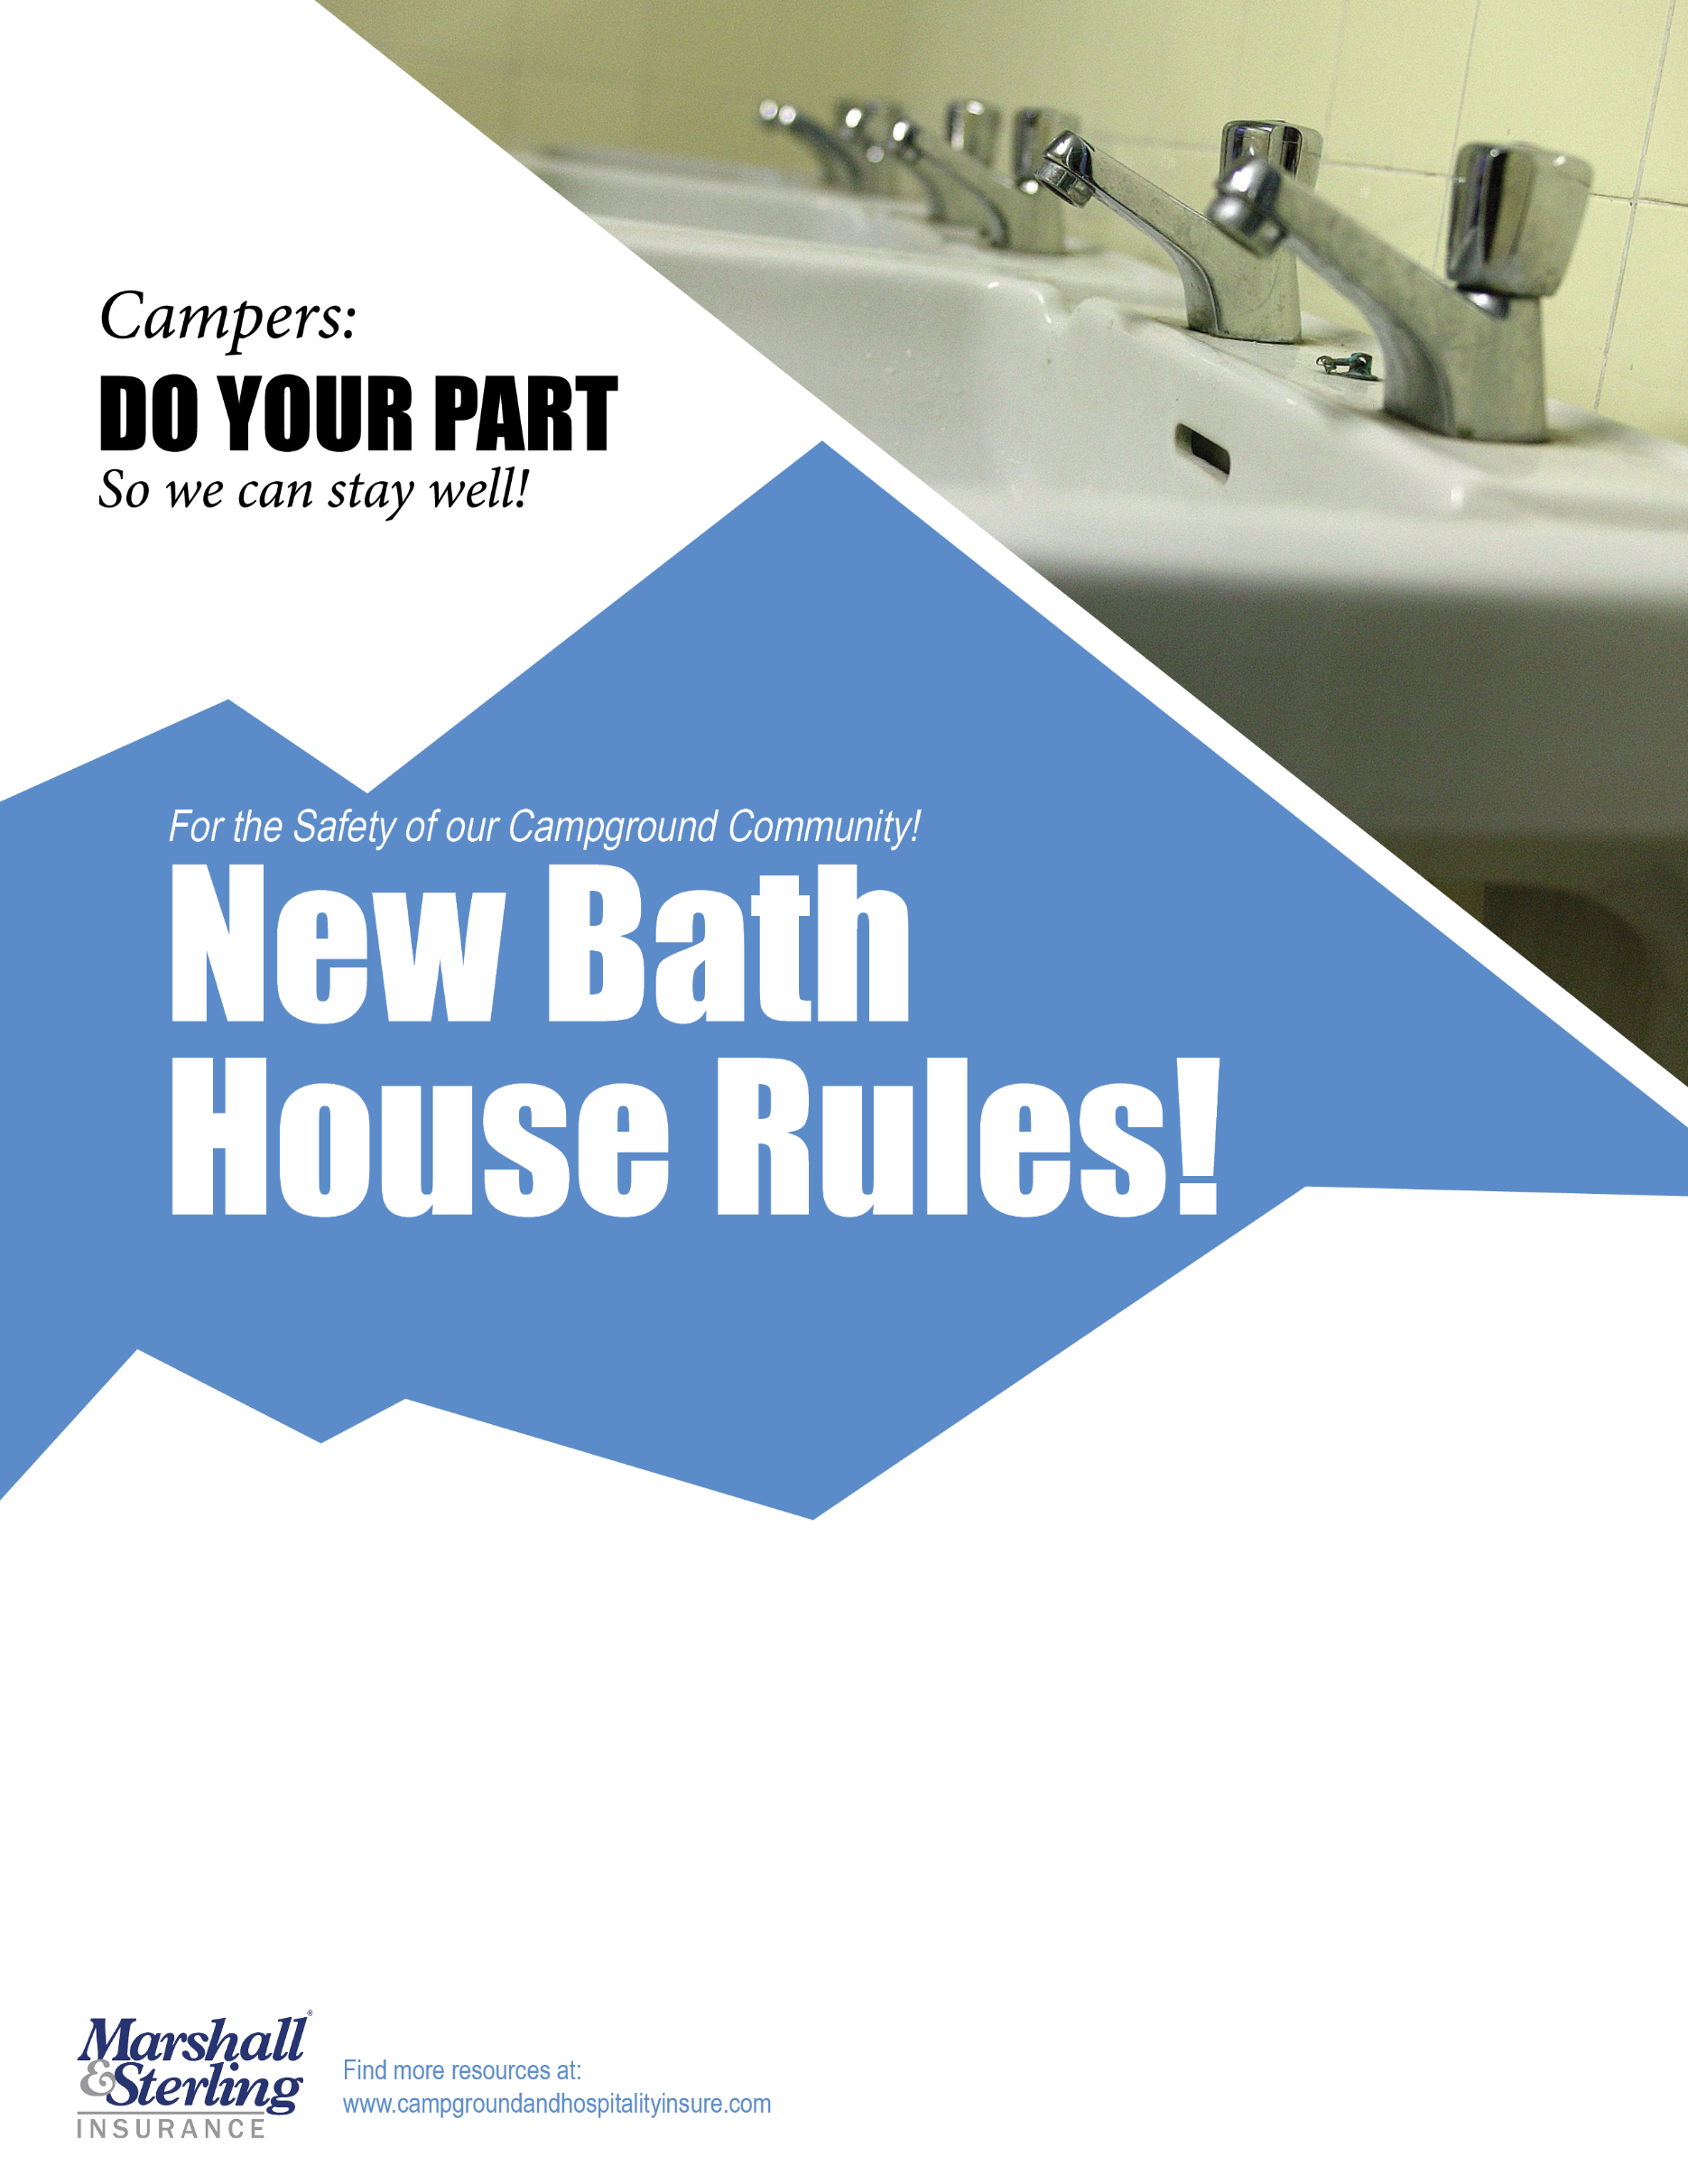 Campers:
DO YOUR PART
So we can stay well!
For the Safety of our Campground Community!
New Bath
House Rules!
Marshall®
&Sterling
INSURANCE
Find more resources at:
www.campgroundandhospitalityinsure.com